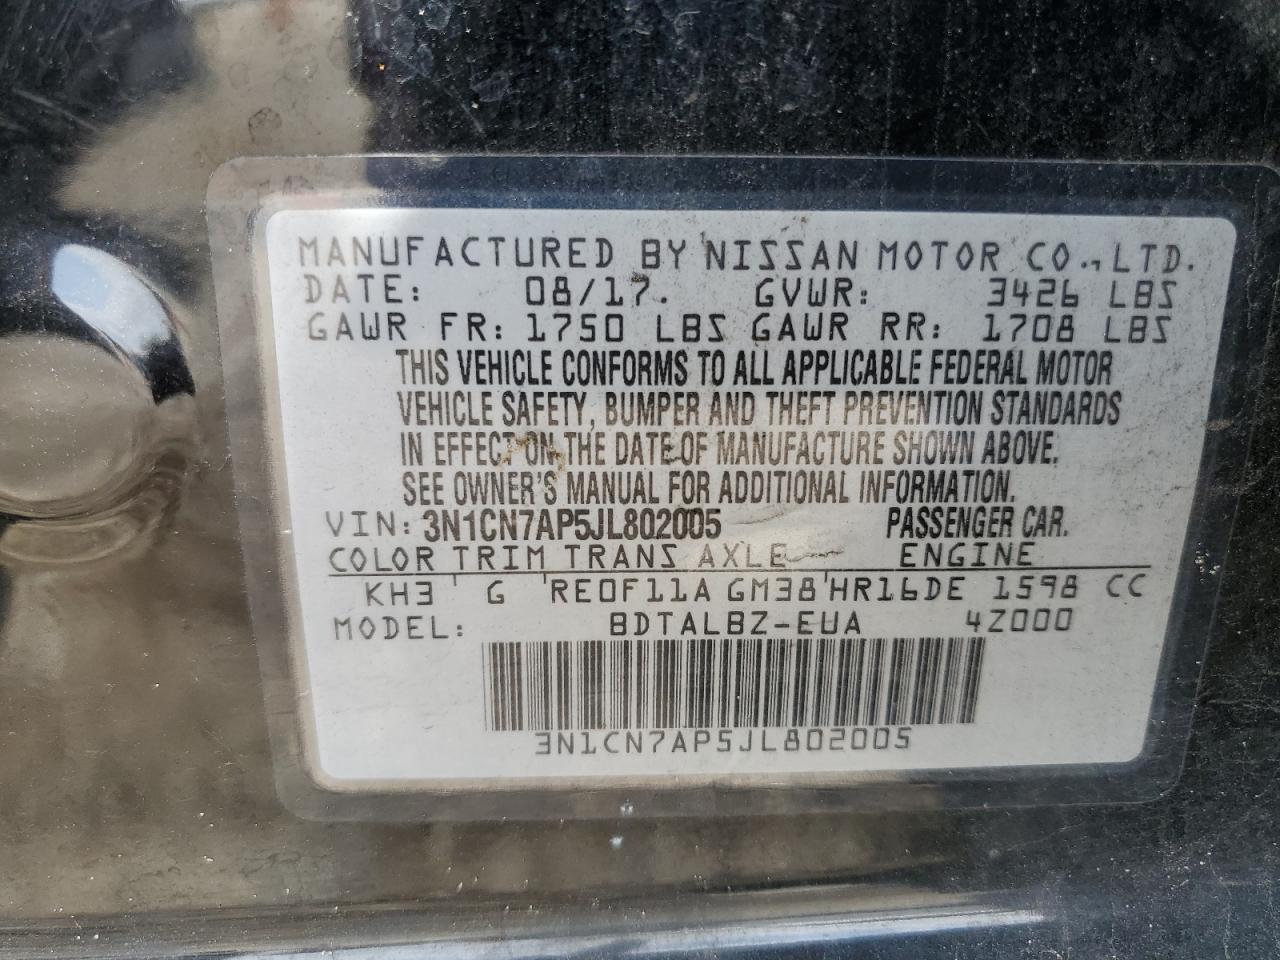 MANUFACTURED BY NISSAN MOTOR CO., LTD.
DATE: 08/17. GVWR: 3426 LBS
GAWR FR: 1750 LBS GAWR RR: 1708 LBS
THIS VEHICLE CONFORMS TO ALL APPLICABLE FEDERAL MOTOR
VEHICLE SAFETY, BUMPER AND THEFT PREVENTION STANDARDS
IN EFFECT ON THE DATE OF MANUFACTURE SHOWN ABOVE.
SEE OWNER'S MANUAL FOR ADDITIONAL INFORMATION.
VIN: 3N1CN7AP5JL802005 PASSENGER CAR.
COLOR TRIM TRANS AXLE ENGINE
KH3 G RE0F11A GM38 HR16DE 1598 CC
MODEL: BDTALBZ-EUA 4Z000
3N1CN7AP5JL802005